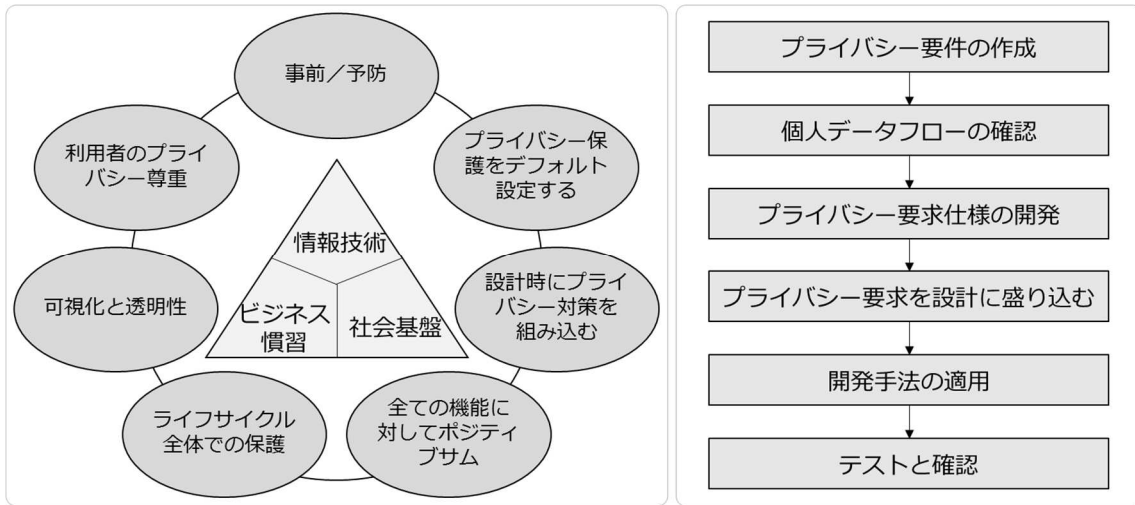 事前／予防
プライバシー保
護をデフォルト
設定する
設計時にプライ
バシー対策を
組み込む
全ての機能に
対してポジティ
ブサム
ライフサイクル
全体での保護
可視化と透明性
利用者のプライ
バシー尊重
情報技術
ビジネス
慣習
社会基盤
プライバシー要件の作成
個人データフローの確認
プライバシー要求仕様の開発
プライバシー要求を設計に盛り込む
開発手法の適用
テストと確認